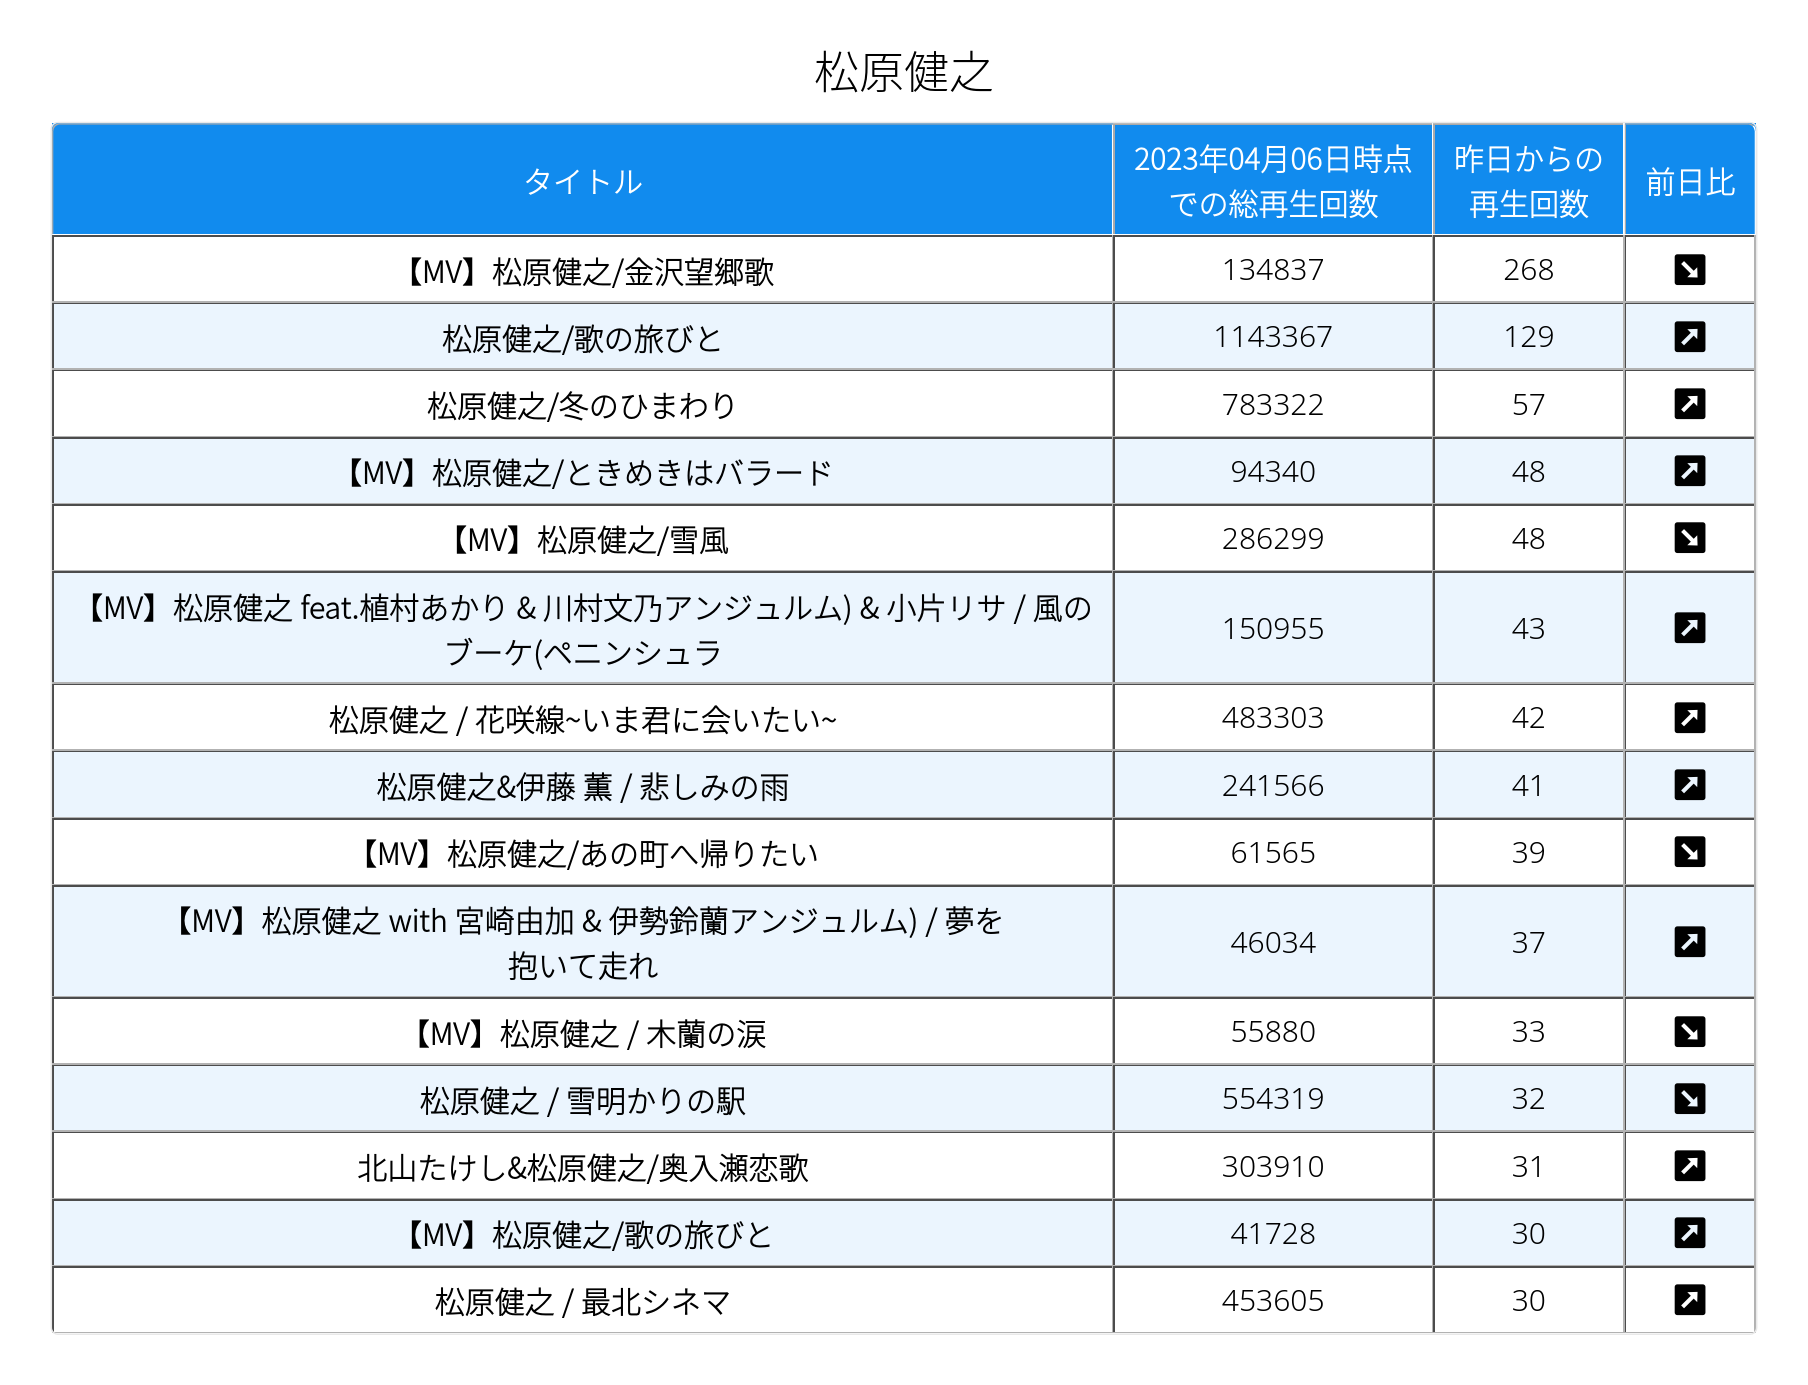 松原健之
タイトル
2023年04月06日時点
での総再生回数
昨日からの
再生回数
前日比
【MV】松原健之/金沢望郷歌 134837 268
松原健之/歌の旅びと 1143367 129
松原健之/冬のひまわり 783322 57
【MV】松原健之/ときめきはバラード 94340 48
【MV】松原健之/雪風 286299 48
【MV】松原健之 feat.植村あかり & 川村文乃アンジュルム) & 小片リサ / 風の
ブーケ(ペニンシュラ
150955 43
松原健之 / 花咲線~いま君に会いたい~ 483303 42
松原健之&伊藤 薫 / 悲しみの雨 241566 41
【MV】松原健之/あの町へ帰りたい 61565 39
【MV】松原健之 with 宮崎由加 & 伊勢鈴蘭アンジュルム) / 夢を
抱いて走れ
46034 37
【MV】松原健之 / 木蘭の涙 55880 33
松原健之 / 雪明かりの駅 554319 32
北山たけし&松原健之/奥入瀬恋歌 303910 31
【MV】松原健之/歌の旅びと 41728 30
松原健之 / 最北シネマ 453605 30